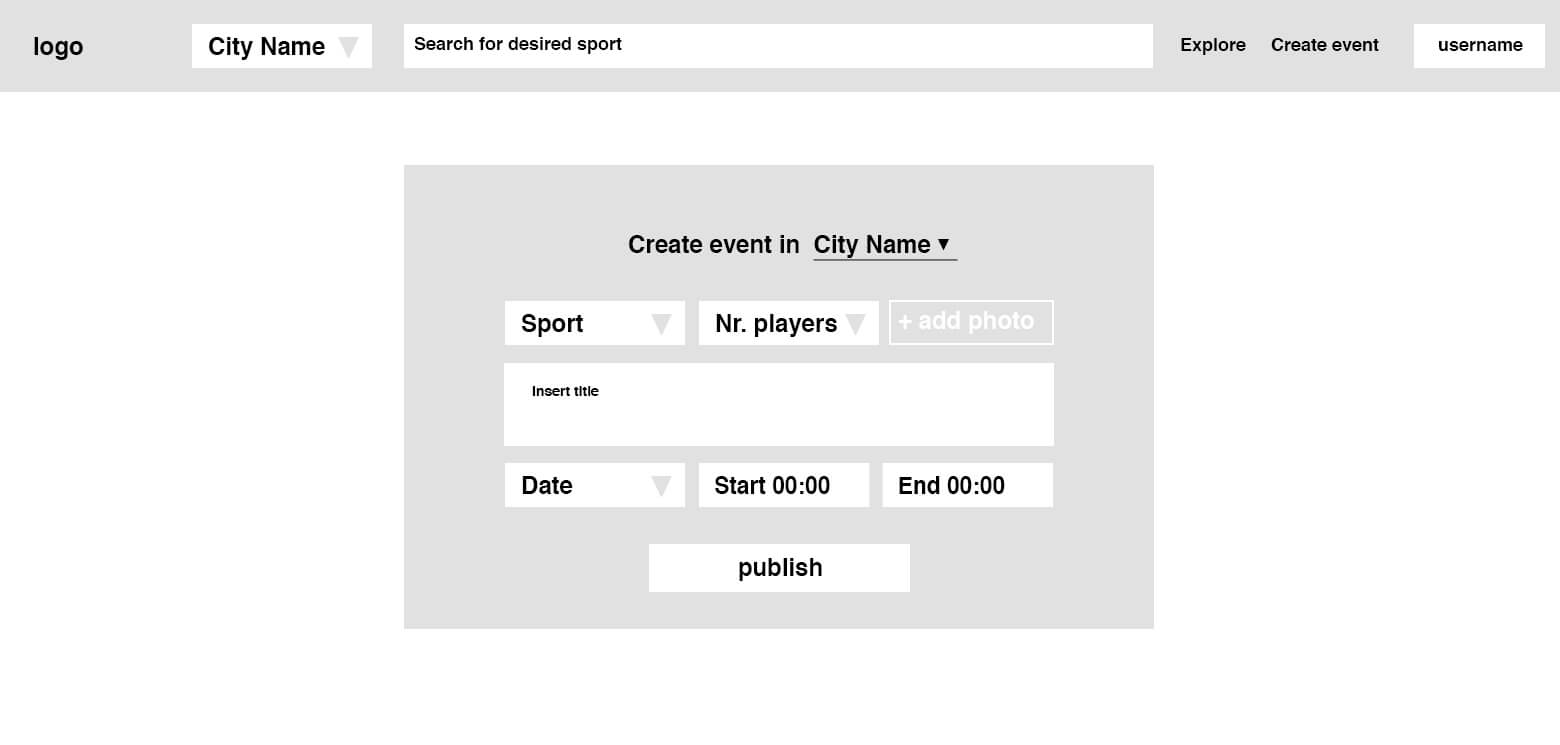 logo
City Name
Search for desired sport
Explore
Create event
username
Create event in City Name
Sport
Nr. players
+ add photo
Insert title
Date
Start 00:00
End 00:00
publish